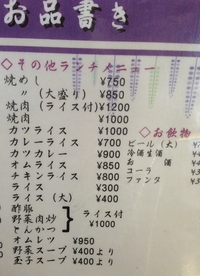 お品書き
◇その他ランチメニュー
焼めし ¥750
〃(大盛り) ¥850
焼肉(ライス付)¥1200
焼肉 ¥1000
カツライス ¥1000
カレーライス ¥700
カツカレー ¥900
オムライス ¥850
チキンライス ¥800
ライス ¥300
ライス(大) ¥400
酢豚
野菜肉炒 ライス付 ¥1000
とんかつ
オムレツ ¥950
野菜スープ ¥400より
玉子スープ ¥400より
◇お飲物
ビール(大)
冷酒生酒
お酒
コーラ
ファンタ